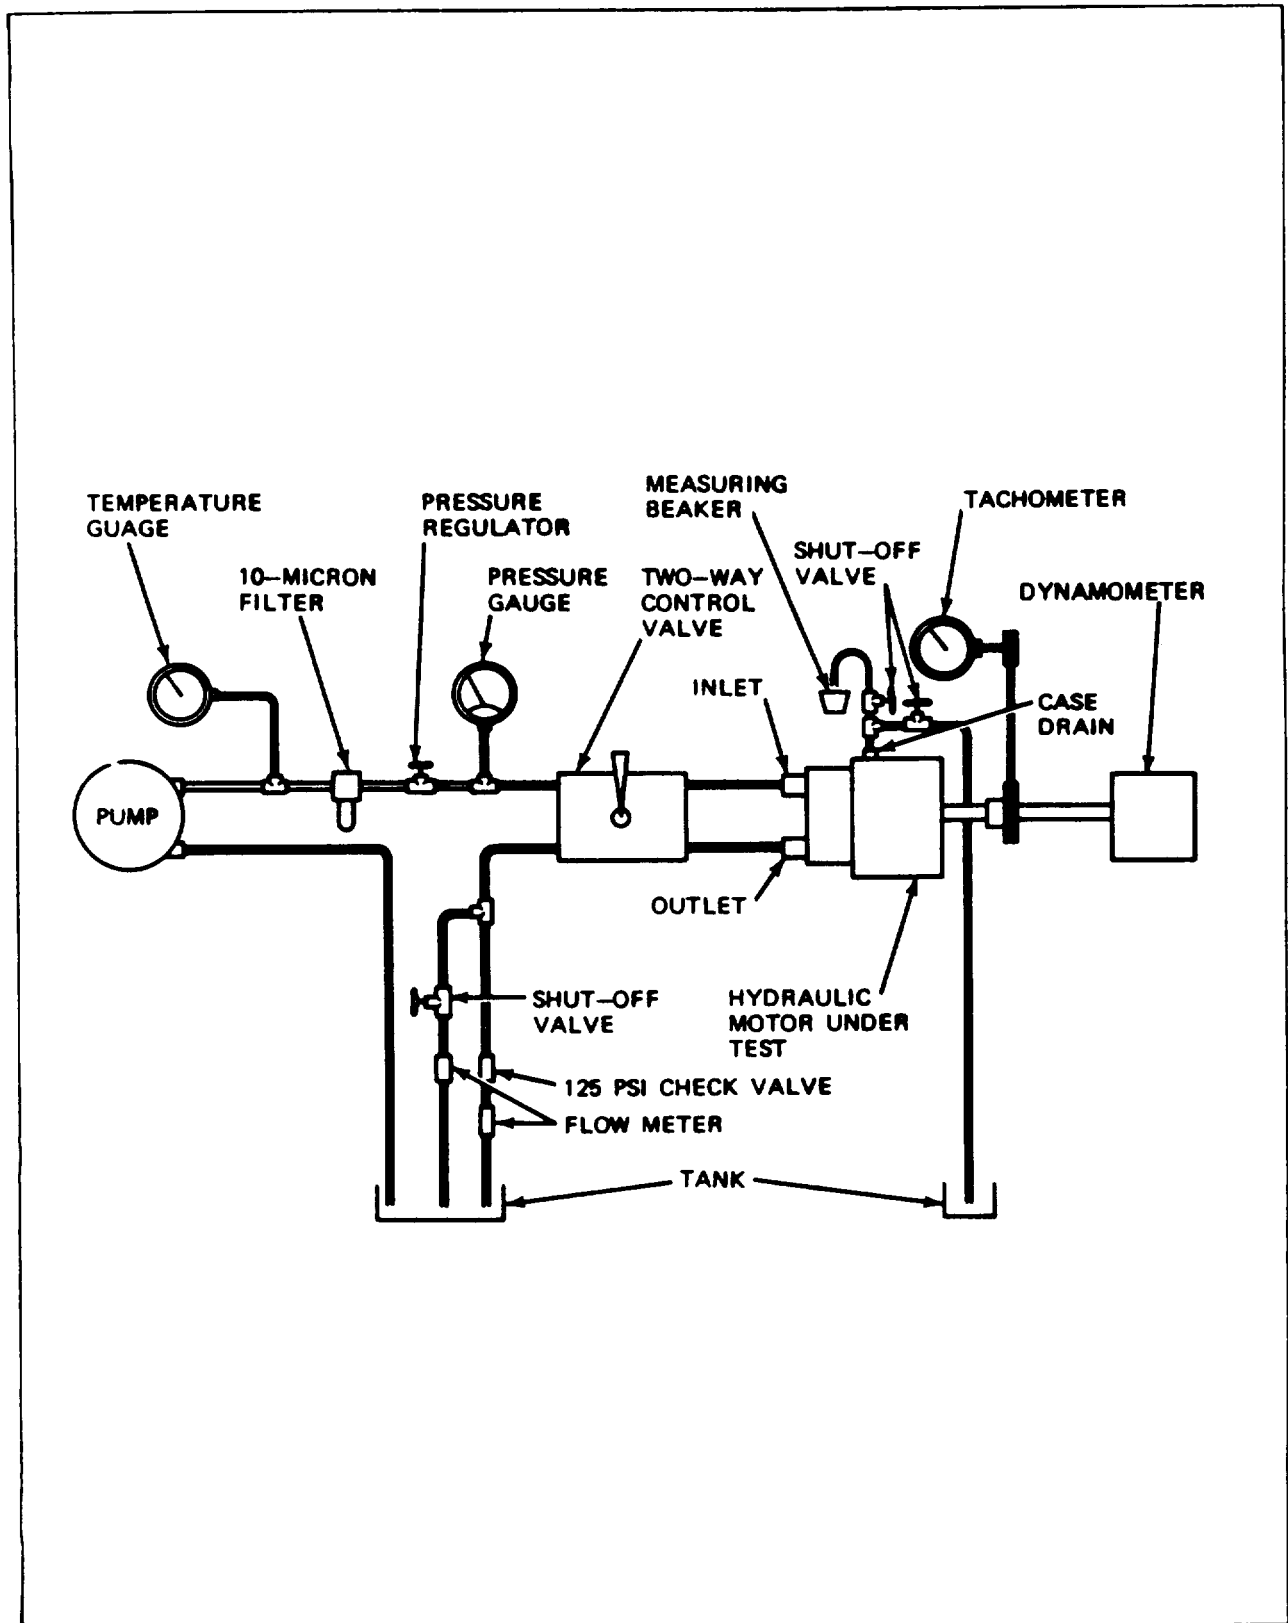 TEMPERATURE
GUAGE
10-MICRON
FILTER
PRESSURE
REGULATOR
PRESSURE
GAUGE
TWO-WAY
CONTROL
VALVE
MEASURING
BEAKER
SHUT-OFF
VALVE
TACHOMETER
DYNAMOMETER
INLET
CASE
DRAIN
PUMP
OUTLET
SHUT-OFF
VALVE
HYDRAULIC
MOTOR UNDER
TEST
125 PSI CHECK VALVE
FLOW METER
TANK